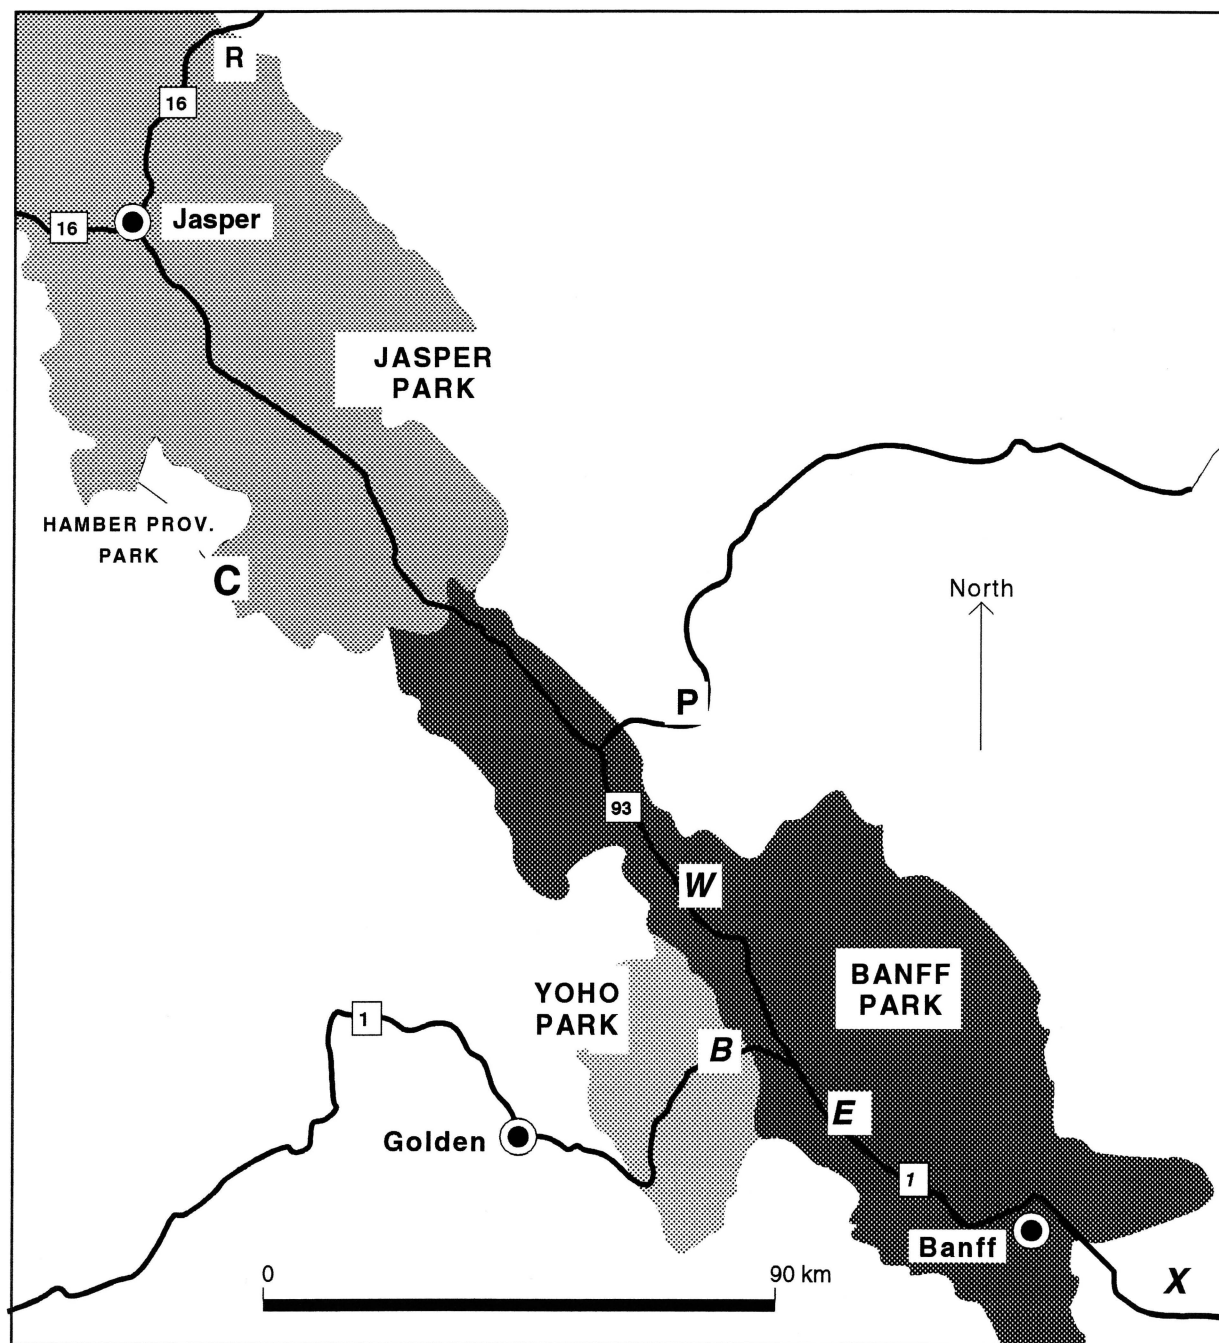 R
16
16
Jasper
JASPER
PARK
HAMBER PROV.
PARK
C
North
P
93
W
YOHO
PARK
BANFF
PARK
1
B
E
Golden
1
Banff
0
90 km
X